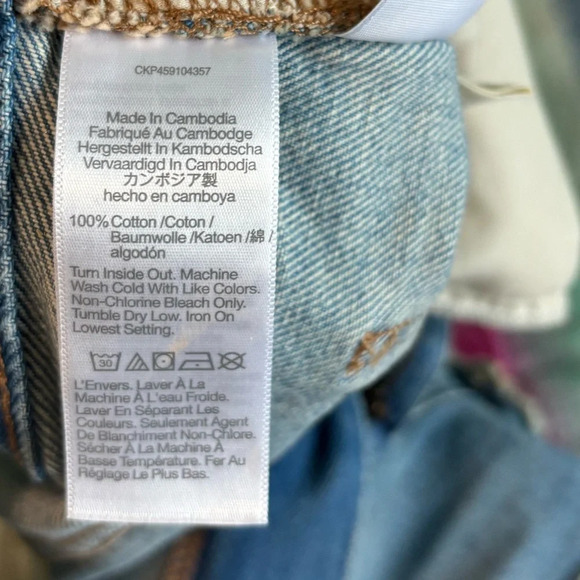 CKP459104357
Made In Cambodia
Fabriqué Au Cambodge
Hergestellt In Kambodscha
Vervaardigd In Cambodja
カンボジア製
hecho en camboya
100% Cotton /Coton /
Baumwolle /Katoen /綿 /
algodón
Turn Inside Out. Machine
Wash Cold With Like Colors.
Non-Chlorine Bleach Only.
Tumble Dry Low. Iron On
Lowest Setting.
30
L'Envers. Laver À La
Machine À L'eau Froide.
Laver En Séparant Les
Couleurs. Seulement Agent
De Blanchiment Non-Chlore.
Sécher À La Machine À
Basse Température. Fer Au
Réglage Le Plus Bas.